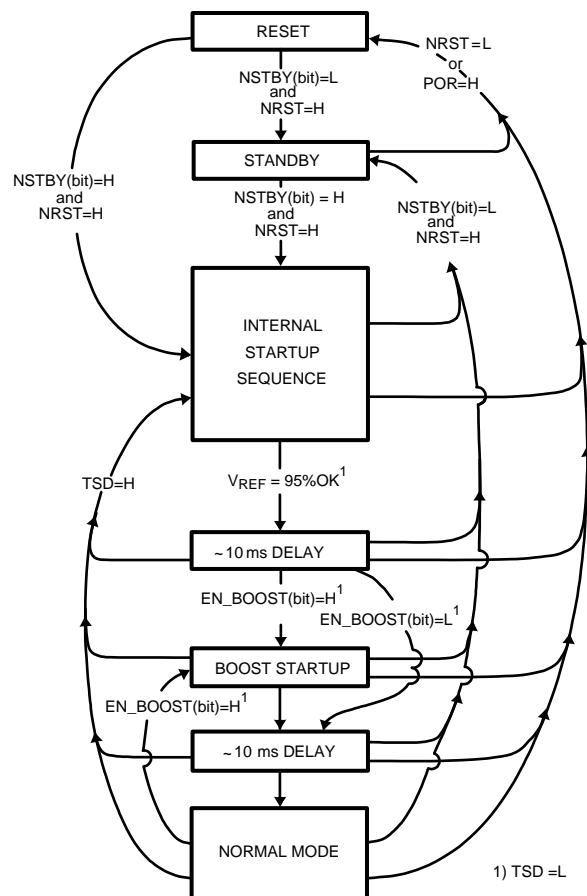 RESET
NRST=L
or
POR=H
NSTBY(bit)=L
and
NRST=H
STANDBY
NSTBY(bit)=H
and
NRST=H
NSTBY(bit) = H
and
NRST=H
NSTBY(bit)=L
and
NRST=H
INTERNAL
STARTUP
SEQUENCE
TSD=H
VREF = 95%OK1
~10 ms DELAY
EN_BOOST(bit)=H1
EN_BOOST(bit)=L1
BOOST STARTUP
EN_BOOST(bit)=H1
~10 ms DELAY
NORMAL MODE
1) TSD =L